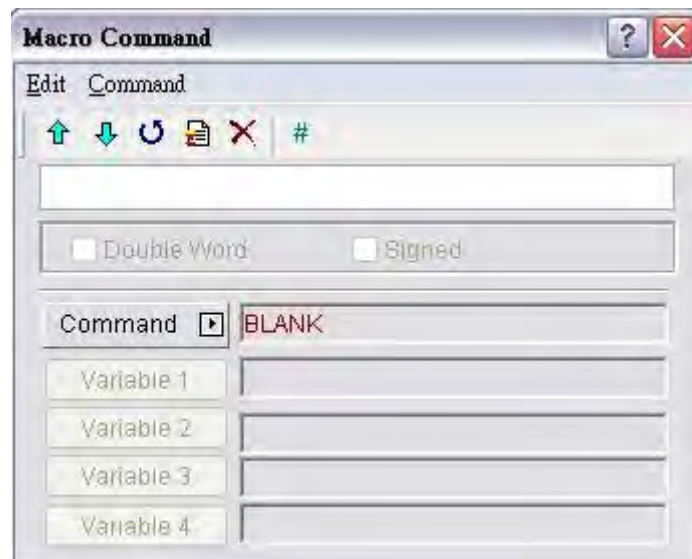 Macro Command
Edit Command
#
Double Word Signed
Command BLANK
Variable 1
Variable 2
Variable 3
Variable 4